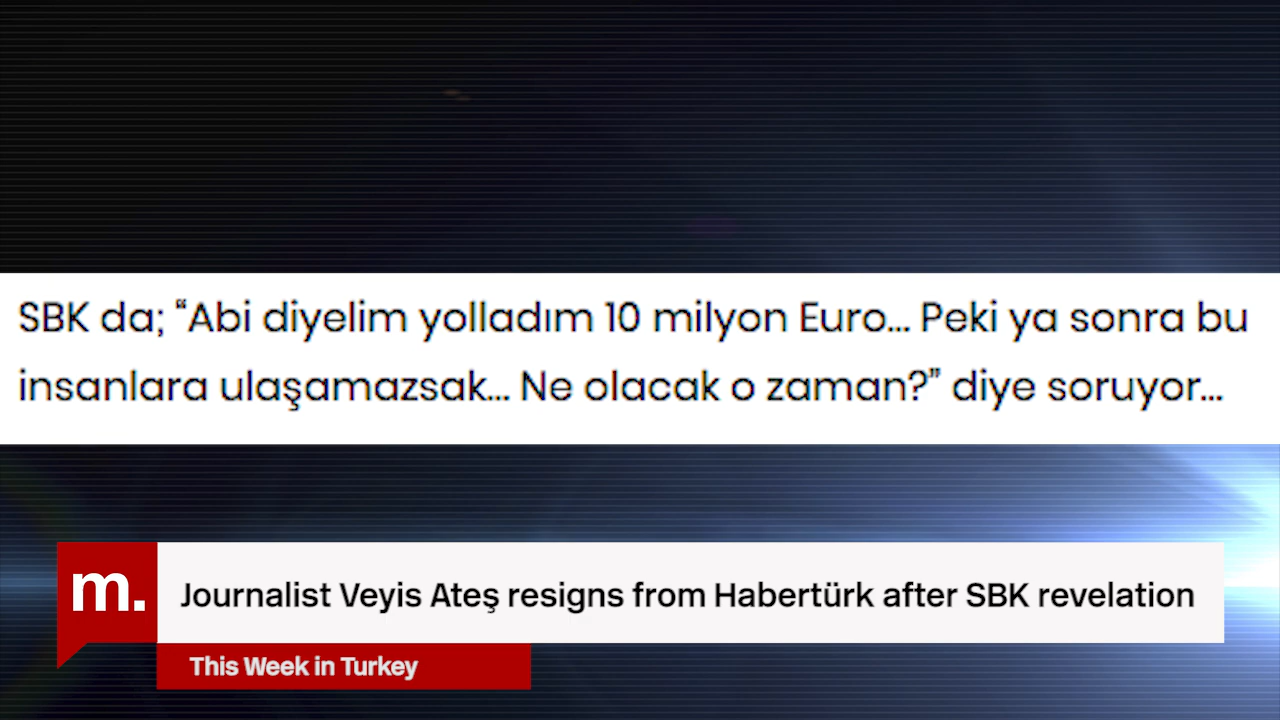 SBK da; “Abi diyelim yolladım 10 milyon Euro... Peki ya sonra bu
insanlara ulaşamazsak... Ne olacak o zaman?” diye soruyor...
m.
Journalist Veyis Ateş resigns from Habertürk after SBK revelation
This Week in Turkey